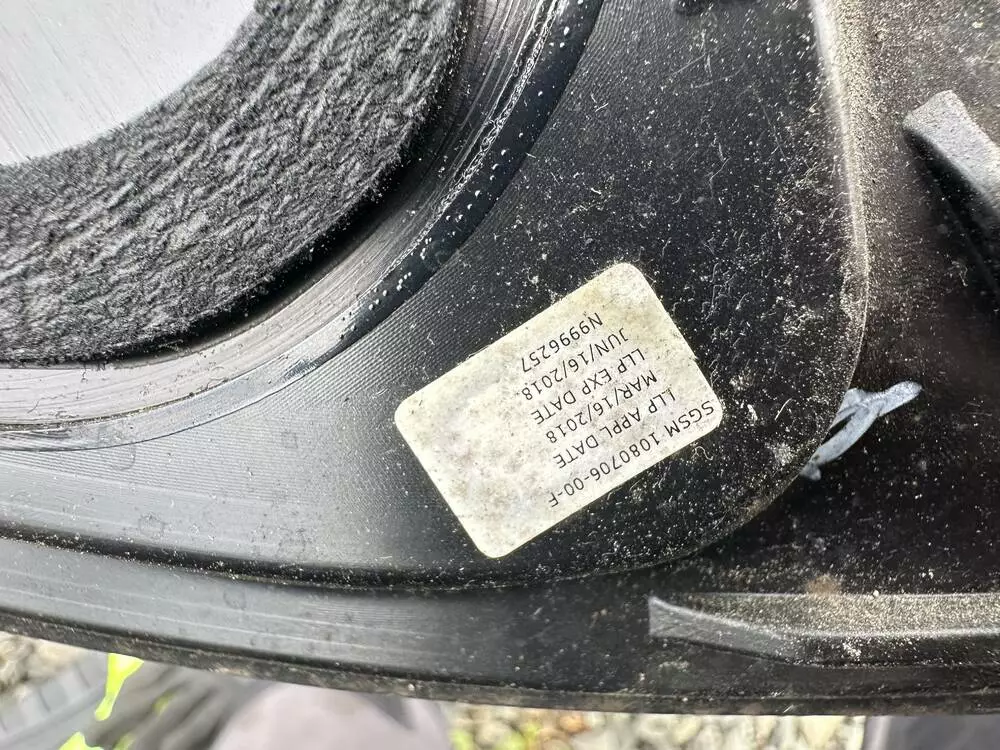 SGSM 1080706-00-F
LLP APPL DATE
MAR/16/2018
LLP EXP DATE
JUN/16/2018
N9996257